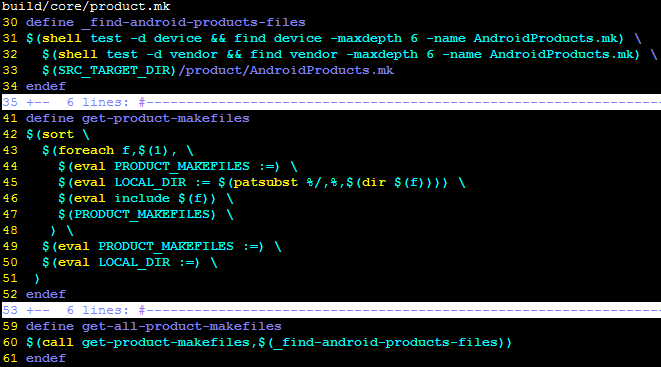 build/core/product.mk
30 define _find-android-products-files
31 $(shell test -d device && find device -maxdepth 6 -name AndroidProducts.mk) \
32   $(shell test -d vendor && find vendor -maxdepth 6 -name AndroidProducts.mk) \
33   $(SRC_TARGET_DIR)/product/AndroidProducts.mk
34 endef
35 +--  6 lines: #----------------------------------------------------------------
41 define get-product-makefiles
42 $(sort \
43   $(foreach f,$(1), \
44     $(eval PRODUCT_MAKEFILES :=) \
45     $(eval LOCAL_DIR := $(patsubst %/,%,$(dir $(f)))) \
46     $(eval include $(f)) \
47     $(PRODUCT_MAKEFILES) \
48    ) \
49   $(eval PRODUCT_MAKEFILES :=) \
50   $(eval LOCAL_DIR :=) \
51  )
52 endef
53 +--  6 lines: #----------------------------------------------------------------
59 define get-all-product-makefiles
60 $(call get-product-makefiles,$(_find-android-products-files))
61 endef